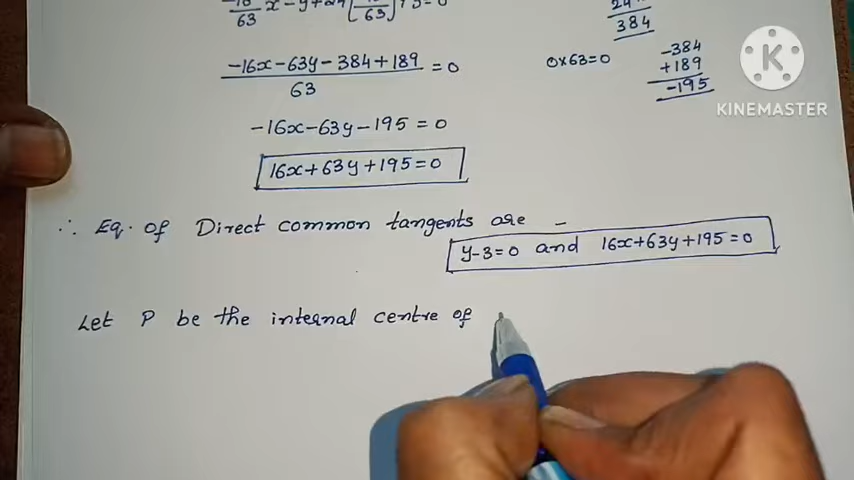 -16x-63y-384+189 / 63 = 0
0x63=0
384
-384
+189
-195
-16x-63y-195=0
16x+63y+195=0
∴ Eq. of Direct common tangents are -
y-3=0 and 16x+63y+195=0
Let P be the internal centre of
KINEMASTER